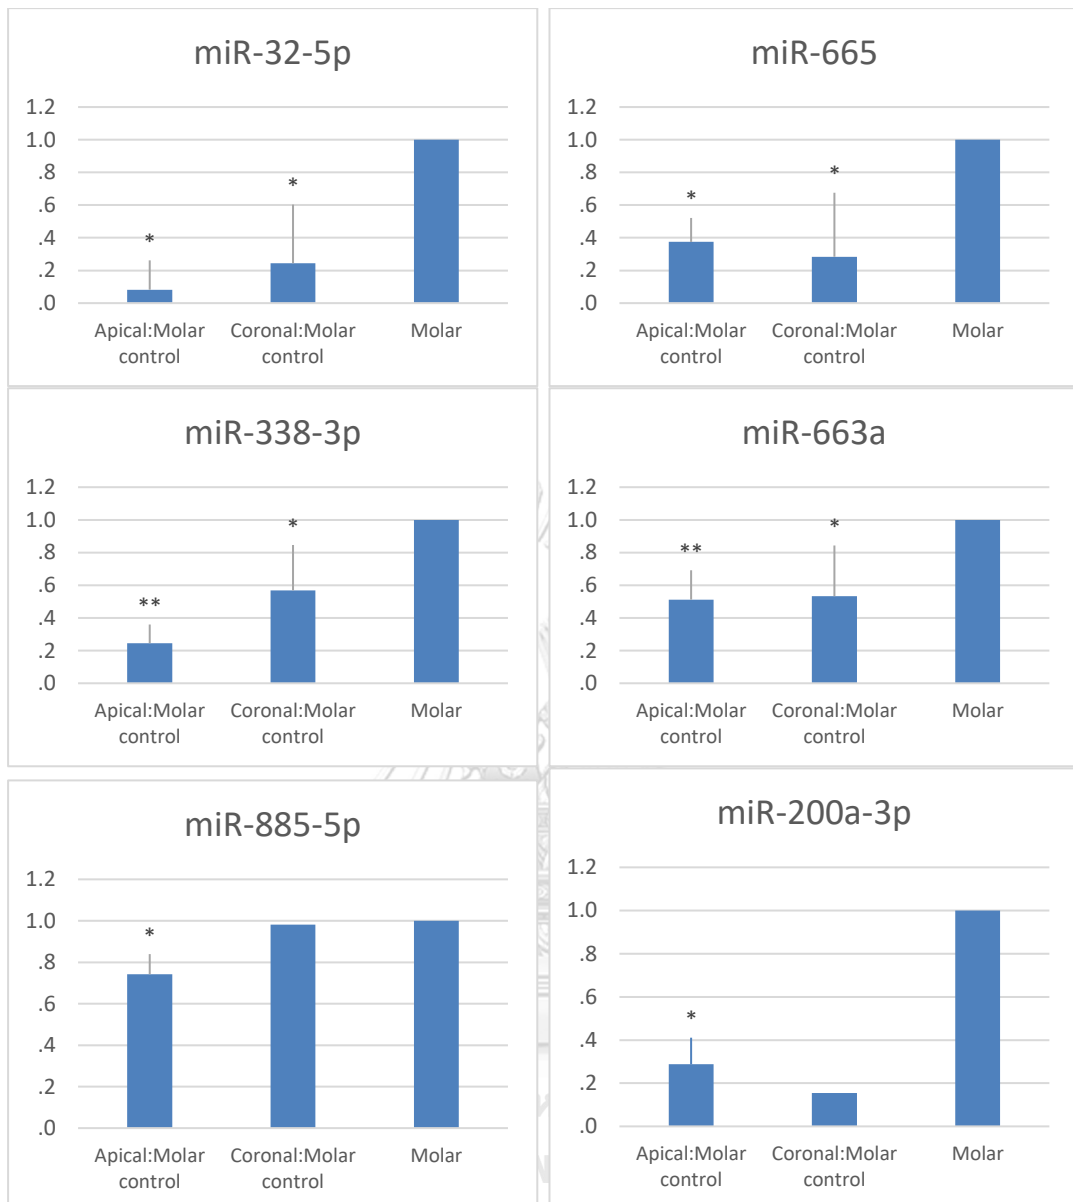 miR-32-5p
1.2
1.0
.8
.6
.4
.2
.0
*
*
Apical:Molar control
Coronal:Molar control
Molar
miR-665
1.2
1.0
.8
.6
.4
.2
.0
*
*
Apical:Molar control
Coronal:Molar control
Molar
miR-338-3p
1.2
1.0
.8
.6
.4
.2
.0
**
*
Apical:Molar control
Coronal:Molar control
Molar
miR-663a
1.2
1.0
.8
.6
.4
.2
.0
**
*
Apical:Molar control
Coronal:Molar control
Molar
miR-885-5p
1.2
1.0
.8
.6
.4
.2
.0
*
Apical:Molar control
Coronal:Molar control
Molar
miR-200a-3p
1.2
1.0
.8
.6
.4
.2
.0
*
Apical:Molar control
Coronal:Molar control
Molar